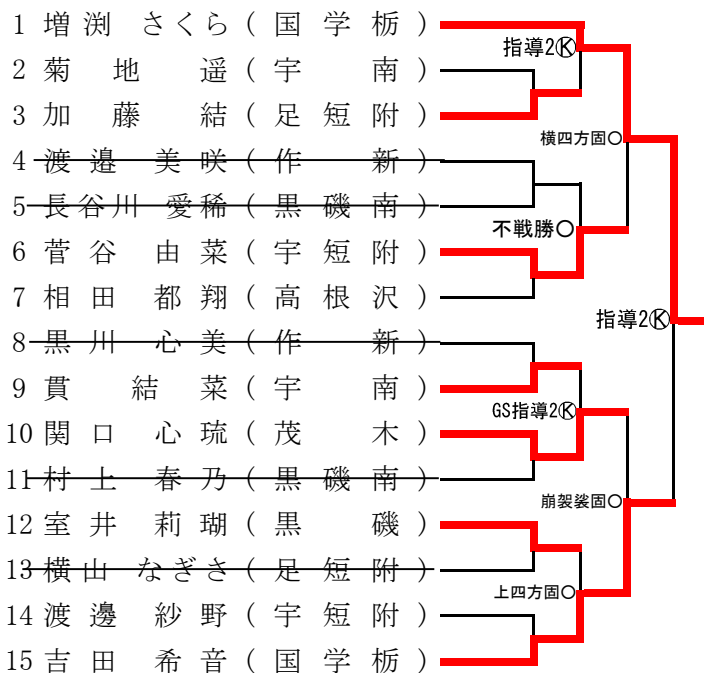 1 増渕 さくら ( 国学栃 )
指導2Ⓚ
2 菊地 遥 ( 宇南 )
3 加藤 結 ( 足短附 )
横四方固○
4 渡邉 美咲 ( 作新 )
5 長谷川 愛稀 ( 黒磯南 )
不戦勝○
6 菅谷 由菜 ( 宇短附 )
7 相田 都翔 ( 高根沢 )
指導2Ⓚ
8 黒川 心美 ( 作新 )
9 貫 結菜 ( 宇南 )
GS指導2Ⓚ
10 関口 心琉 ( 茂木 )
11 村上 春乃 ( 黒磯南 )
崩袈裟固○
12 室井 莉瑚 ( 黒磯 )
13 横山 なぎさ ( 足短附 )
上四方固○
14 渡邊 紗野 ( 宇短附 )
15 吉田 希音 ( 国学栃 )